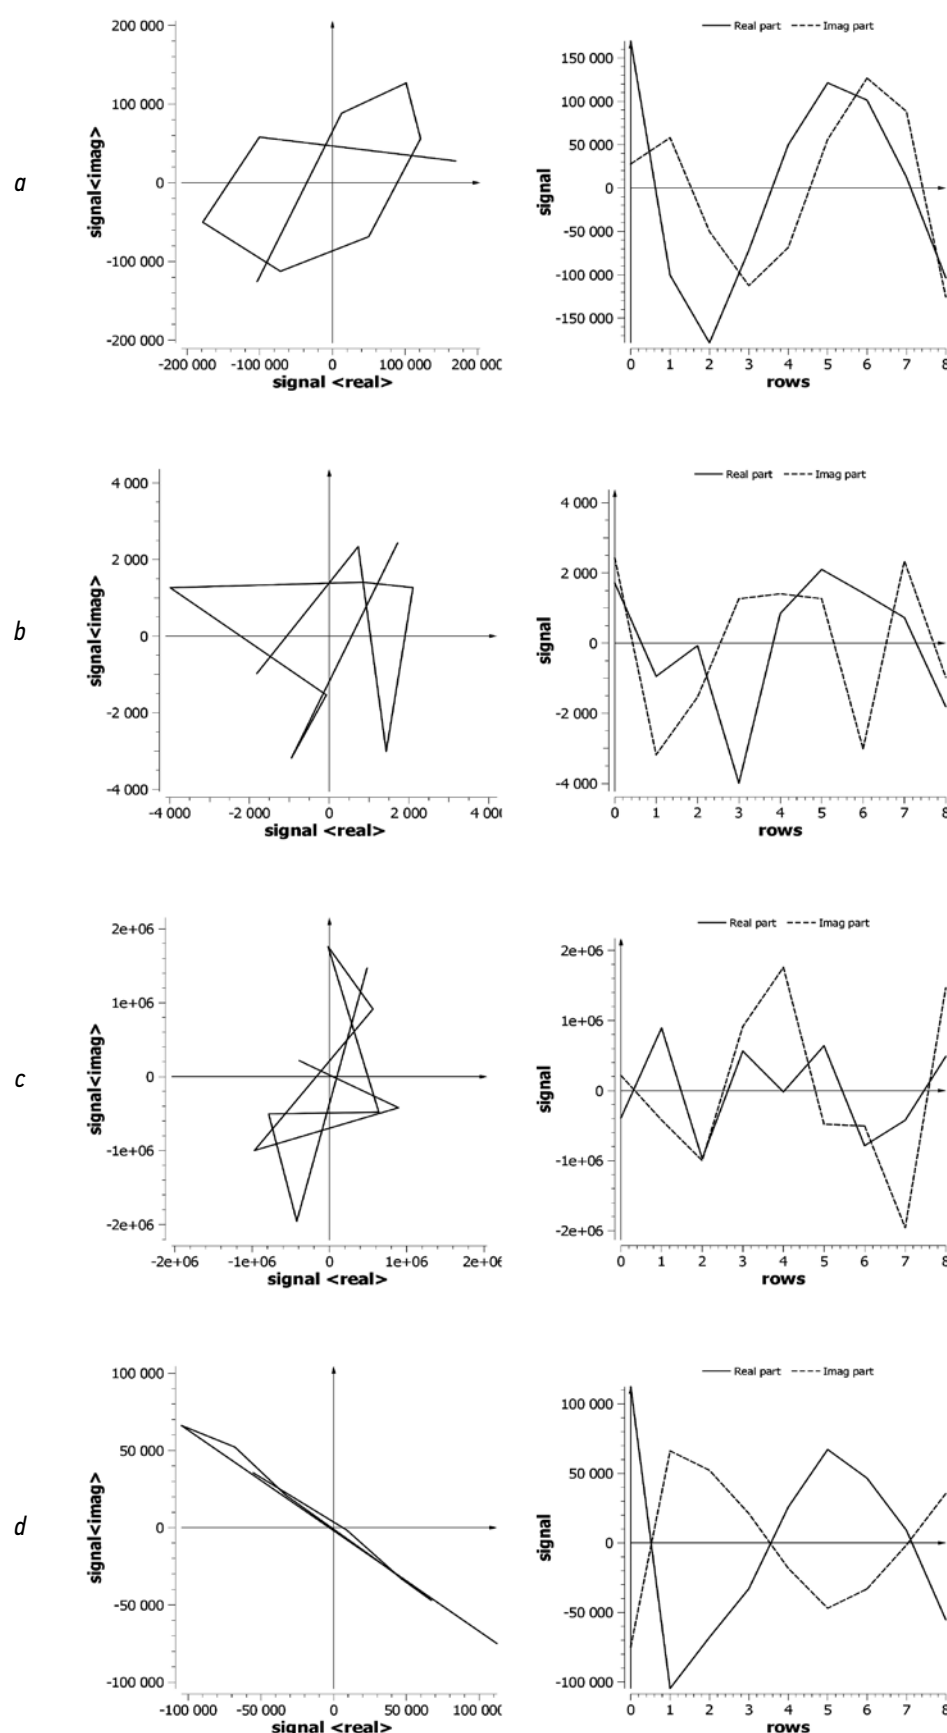 a
200 000
100 000
0
-100 000
-200 000
signal<imag>
-200 000 -100 000 0 100 000 200 000
signal <real>
Real part Imag part
150 000
100 000
50 000
0
-50 000
-100 000
-150 000
signal
0 1 2 3 4 5 6 7 8
rows
b
4 000
2 000
0
-2 000
-4 000
signal<imag>
-4 000 -2 000 0 2 000 4 000
signal <real>
Real part Imag part
4 000
2 000
0
-2 000
-4 000
signal
0 1 2 3 4 5 6 7 8
rows
c
2e+06
1e+06
0
-1e+06
-2e+06
signal<imag>
-2e+06 -1e+06 0 1e+06 2e+06
signal <real>
Real part Imag part
2e+06
1e+06
0
-1e+06
-2e+06
signal
0 1 2 3 4 5 6 7 8
rows
d
100 000
50 000
0
-50 000
-100 000
signal<imag>
-100 000 -50 000 0 50 000 100 000
signal <real>
Real part Imag part
100 000
50 000
0
-50 000
-100 000
signal
0 1 2 3 4 5 6 7 8
rows